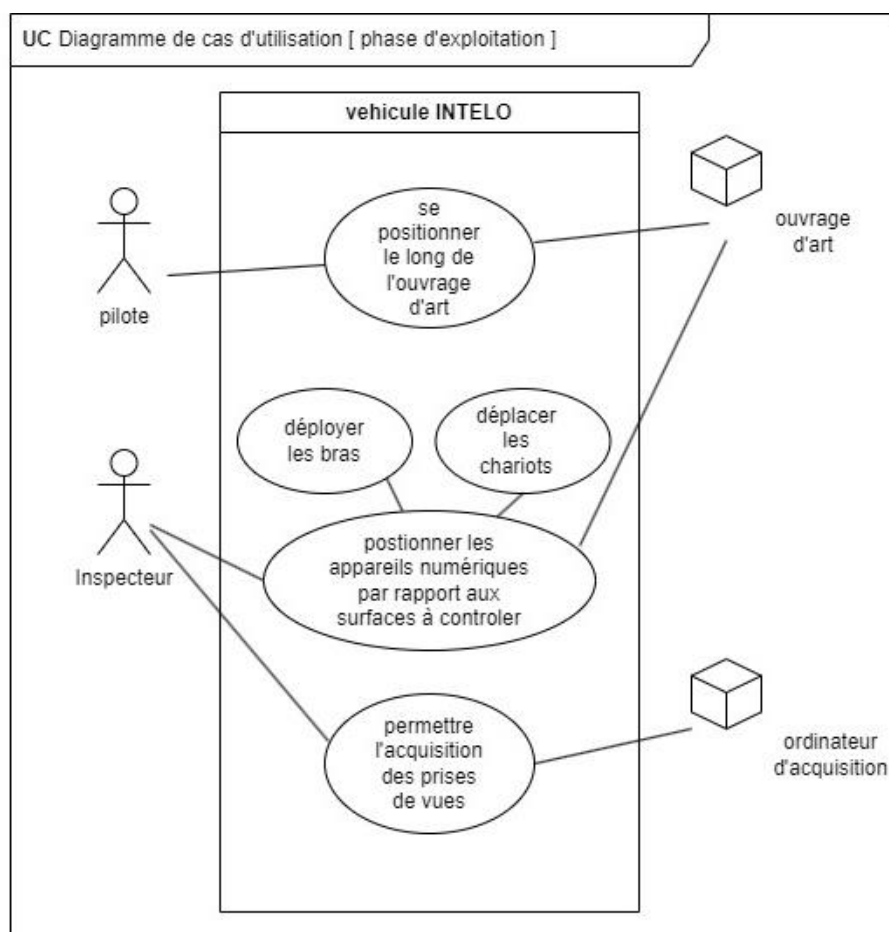 UC Diagramme de cas d'utilisation [ phase d'exploitation ]
vehicule INTELO
se
positionner
le long de
l'ouvrage
d'art
ouvrage
d'art
pilote
déployer
les bras
déplacer
les
chariots
postionner les
appareils numériques
par rapport aux
surfaces à controler
Inspecteur
permettre
l'acquisition
des prises
de vues
ordinateur
d'acquisition